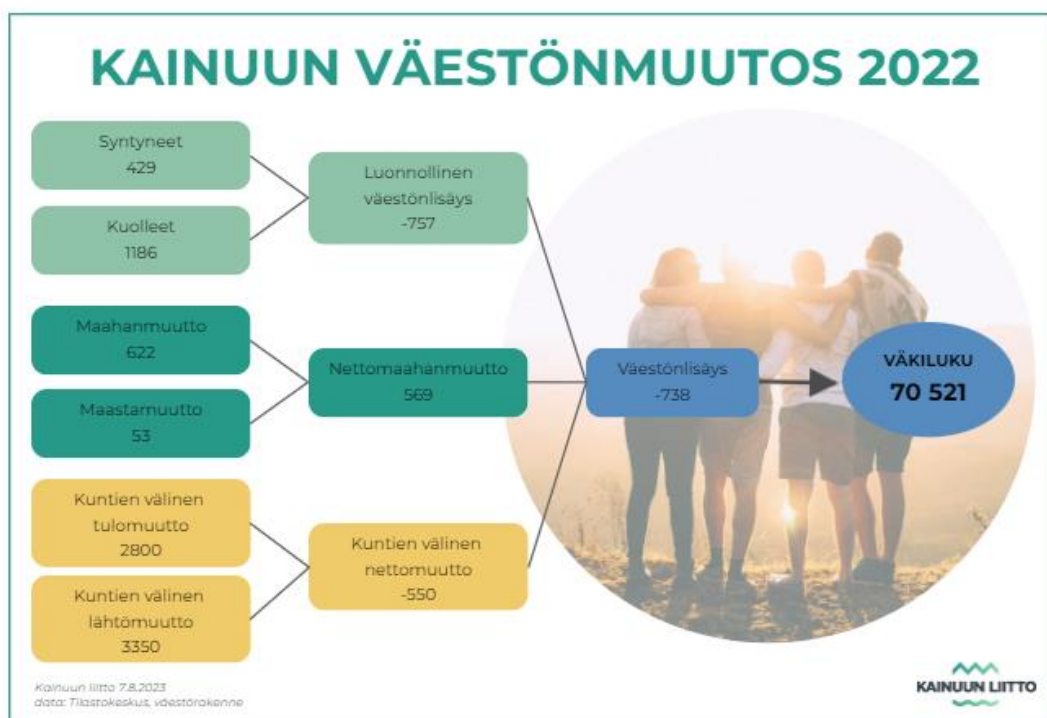 KAINUUN VÄESTÖNMUUTOS 2022
Syntyneet
429
Kuolleet
1186
Luonnollinen
väestönlisäys
-757
Maahanmuutto
622
Maastamuutto
53
Nettomaahanmuutto
569
Kuntien välinen
tulomuutto
2800
Kuntien välinen
lähtömuutto
3350
Kuntien välinen
nettomuutto
-550
Väestönlisäys
-738
VÄKILUKU
70 521
Kainuun liitto 7.8.2023
data: Tilastokeskus, väestörakenne
KAINUUN LIITTO